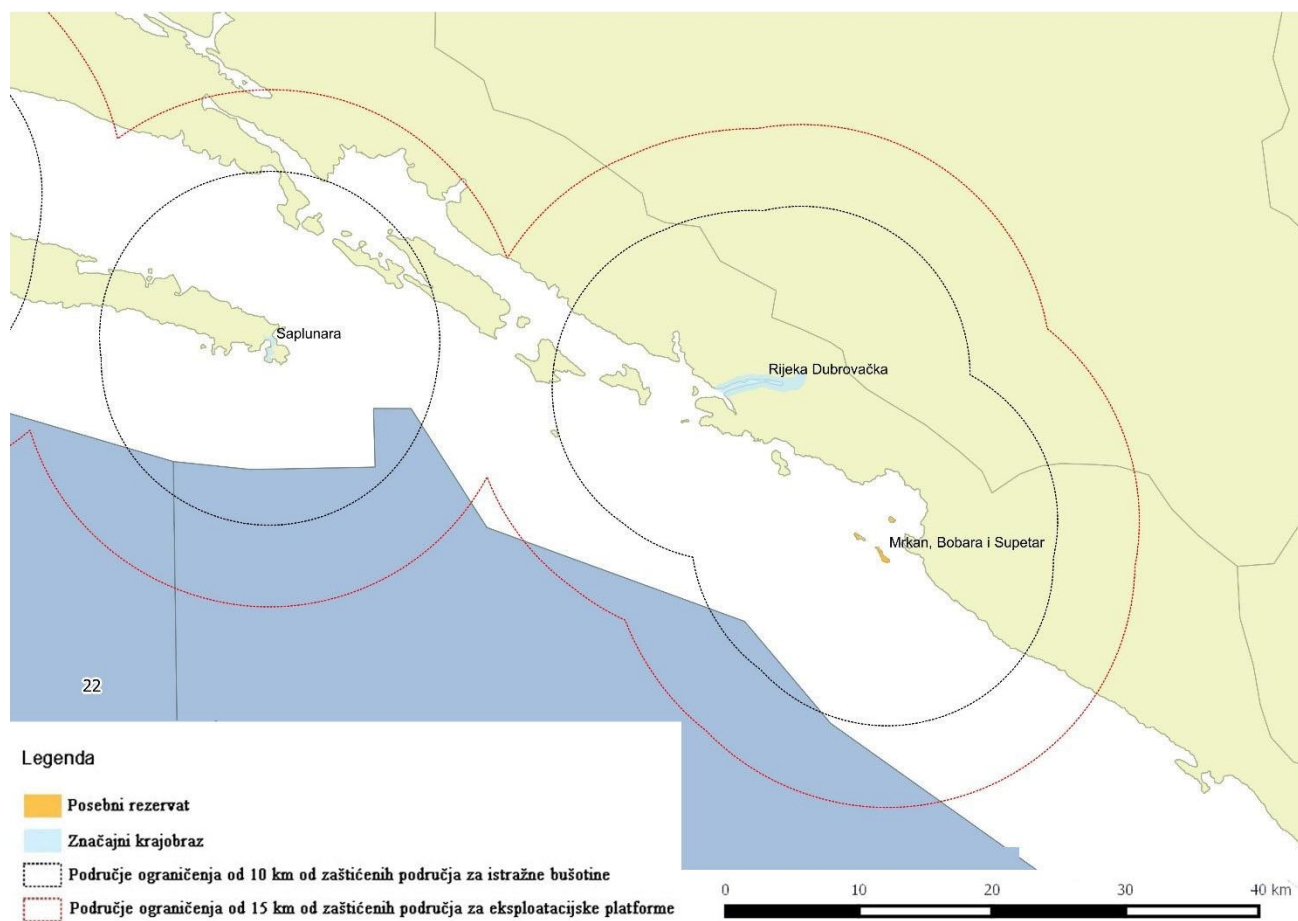 Saplunara
Rijeka Dubrovačka
Mrkan, Bobara i Supetar
22
Legenda
Posebni rezervat
Značajni krajobraz
Područje ograničenja od 10 km od zaštićenih područja za istražne bušotine
Područje ograničenja od 15 km od zaštićenih područja za eksploatacijske platforme
0 10 20 30 40 km